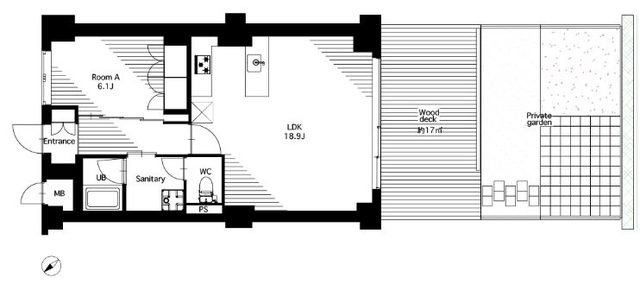 Room A
6.1J
Entrance
MB
UB
Sanitary
WC
PS
LDK
18.9J
Wood
deck
約17㎡
Private
garden